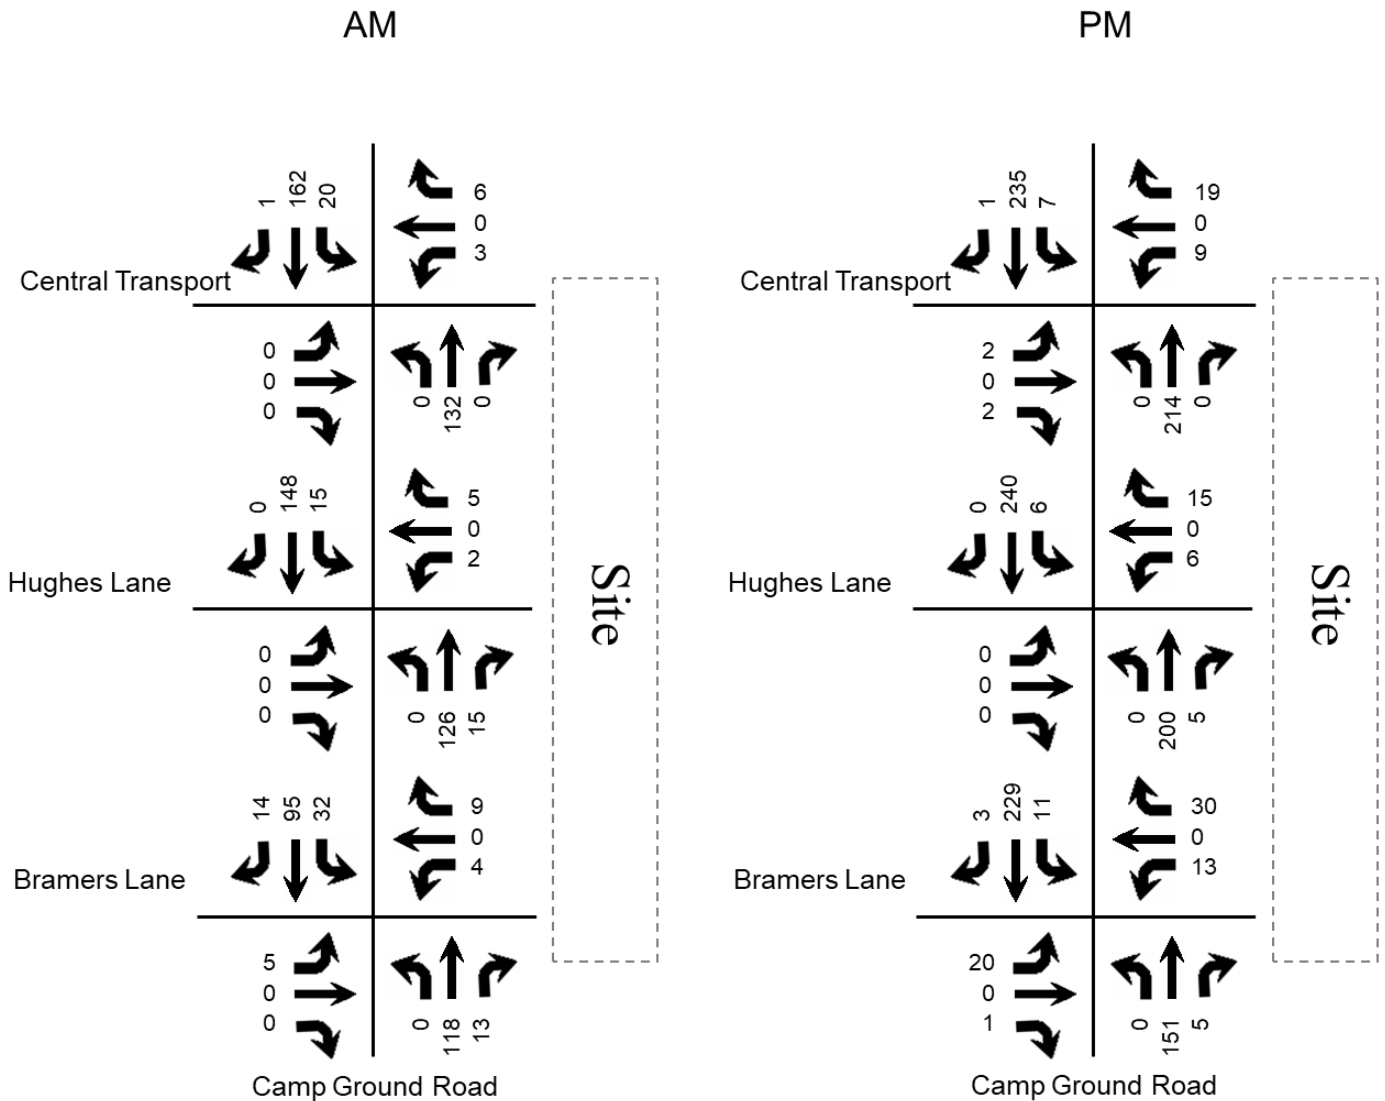 AM PM
1 162 20 6 1 235 7 19
0 0
3 9
Central Transport Central Transport
0 2
0 0
0 2
0 132 0 0 214 0
0 148 15 5 0 240 6 15
0 0
2 6
Hughes Lane Site Hughes Lane Site
0 0
0 0
0 0
0 126 15 0 200 5
14 95 32 9 3 229 11 30
0 0
4 13
Bramers Lane Bramers Lane
5 20
0 0
0 1
0 118 13 0 151 5
Camp Ground Road Camp Ground Road